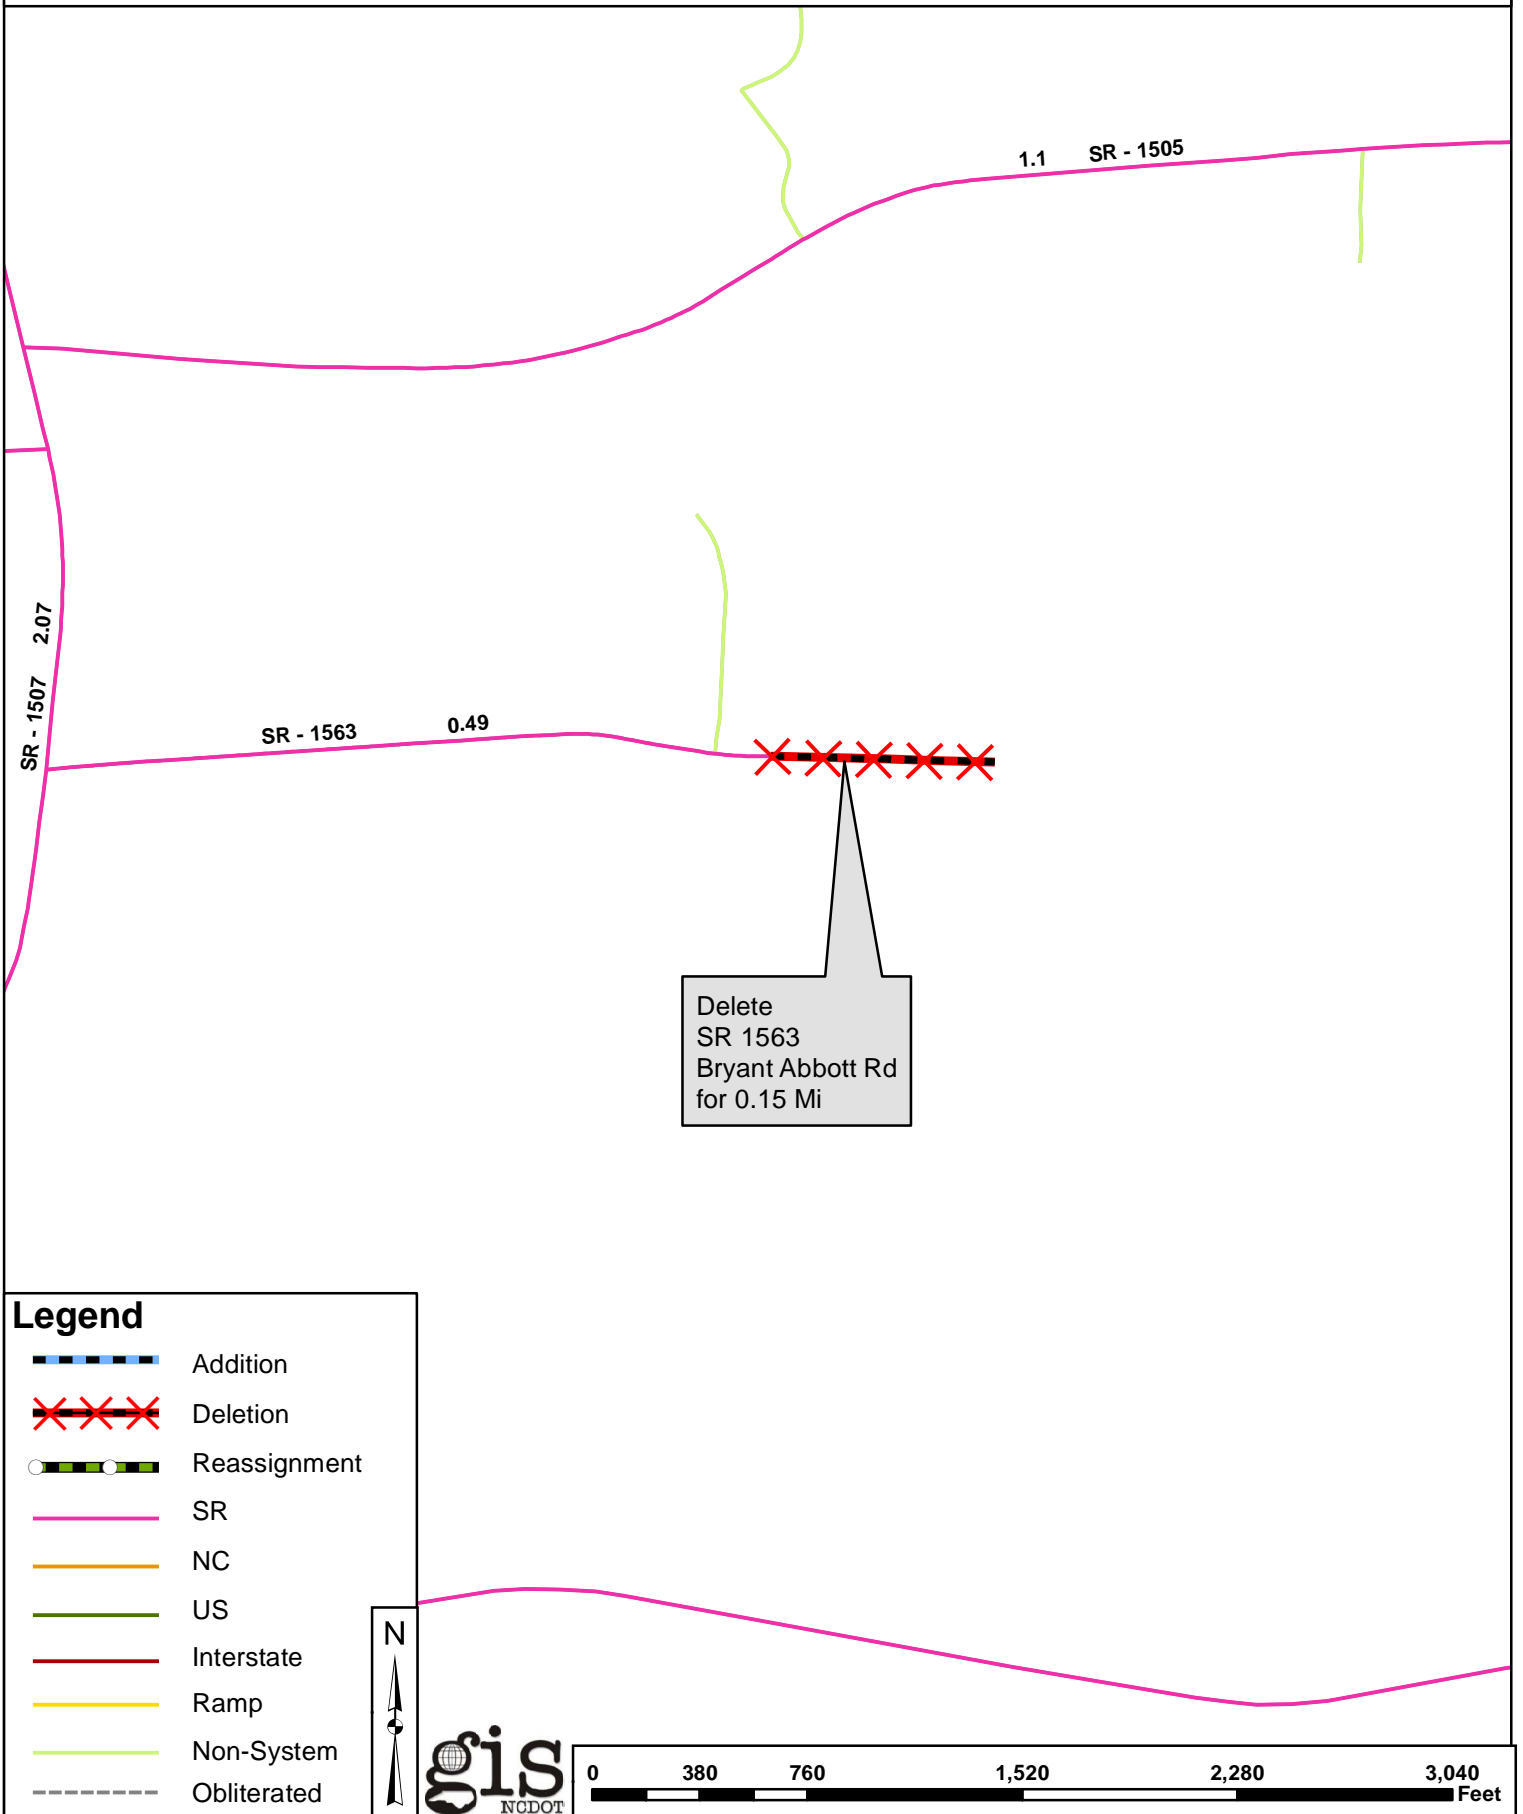 1.1 SR - 1505
SR - 1507 2.07
SR - 1563 0.49
Delete
SR 1563
Bryant Abbott Rd
for 0.15 Mi
Legend
Addition
Deletion
Reassignment
SR
NC
US
Interstate
Ramp
Non-System
Obliterated
N
gis
NCDOT
0 380 760 1,520 2,280 3,040
Feet